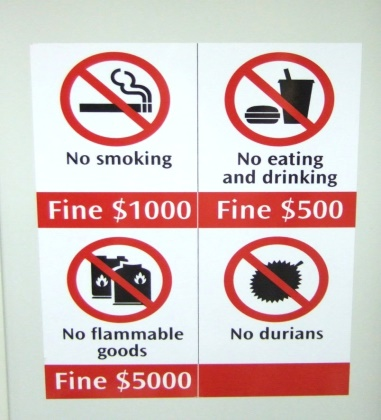 No smoking
Fine $1000
No eating
and drinking
Fine $500
No flammable
goods
Fine $5000
No durians